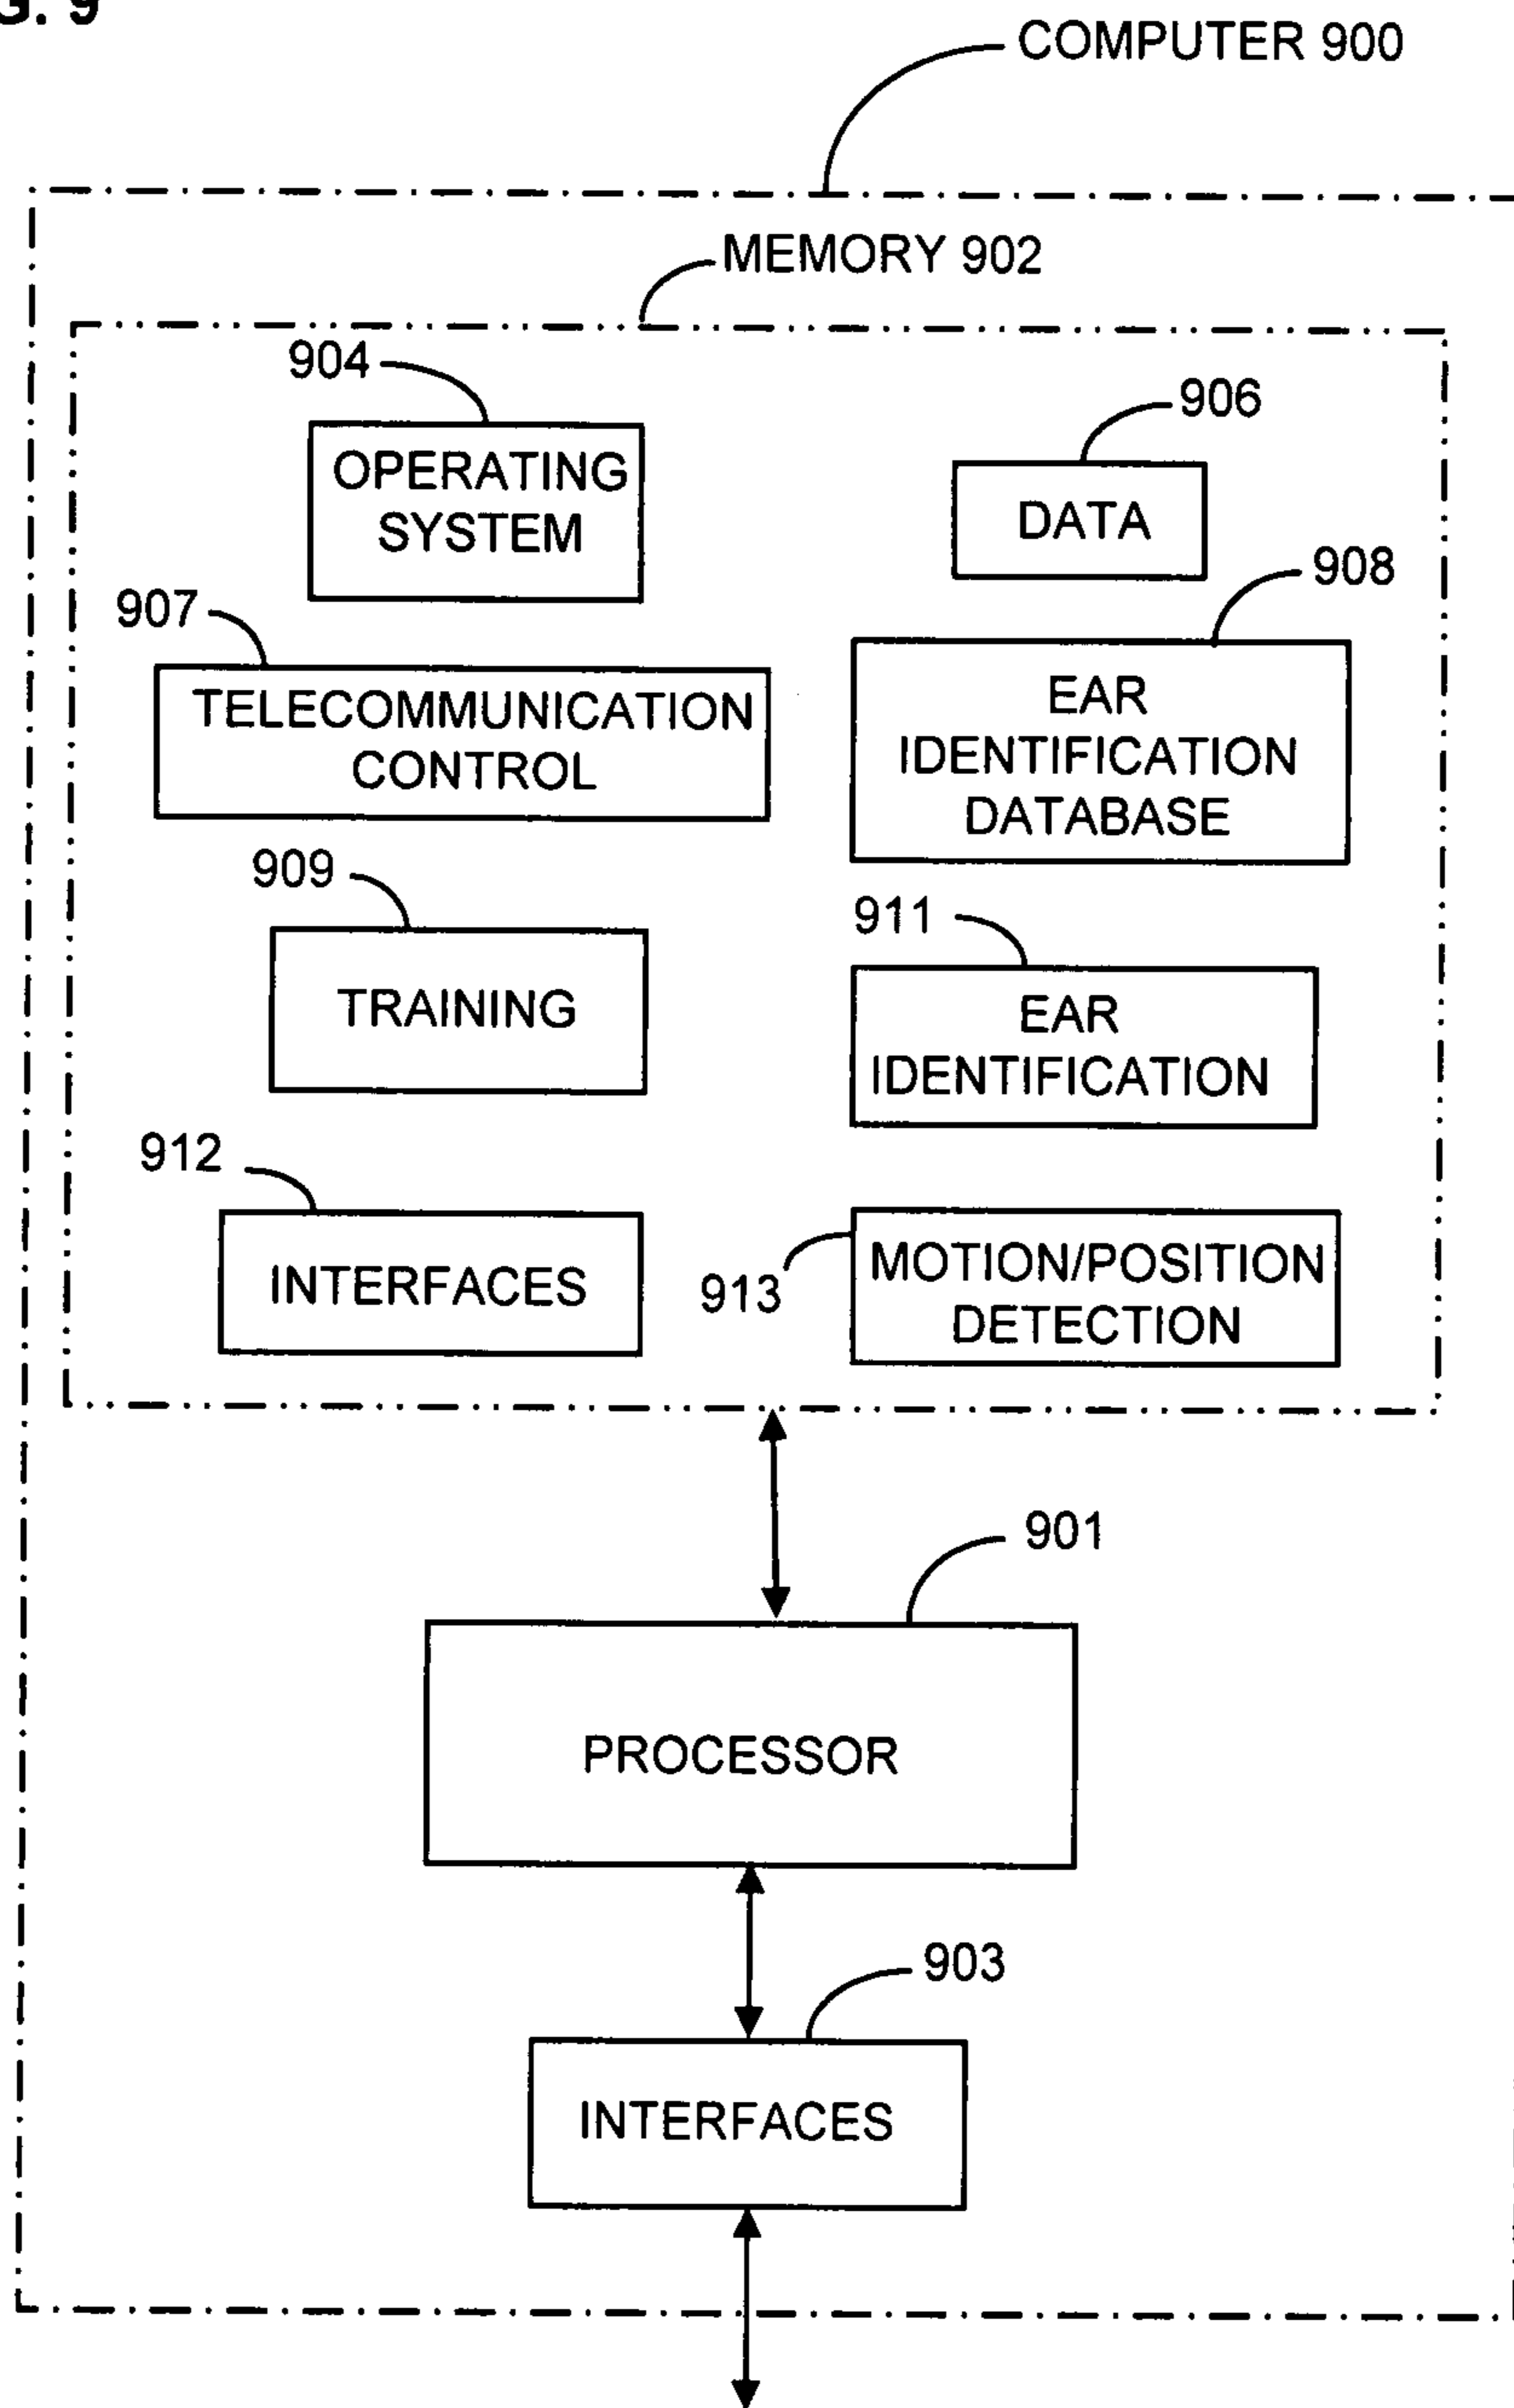 G. 9
COMPUTER 900
MEMORY 902
904
OPERATING
SYSTEM
906
DATA
907
TELECOMMUNICATION
CONTROL
908
EAR
IDENTIFICATION
DATABASE
909
TRAINING
911
EAR
IDENTIFICATION
912
INTERFACES
913
MOTION/POSITION
DETECTION
901
PROCESSOR
903
INTERFACES